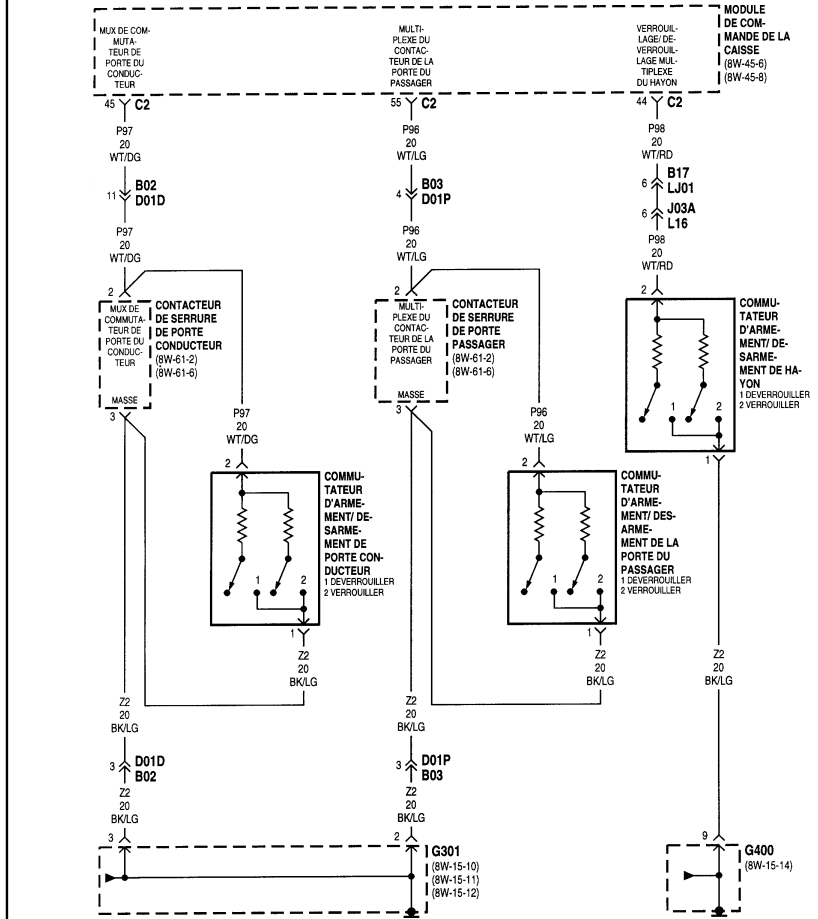 MODULE
DE COM-
MANDE DE LA
CAISSE
(8W-45-6)
(8W-45-8)
MUX DE COM-
MUTA-
TEUR DE
PORTE DU
CONDUC-
TEUR
MULTI-
PLEXE DU
CONTAC-
TEUR DE LA
PORTE DU
PASSAGER
VERROUIL-
LAGE/ DE-
VERROUIL-
LAGE MUL-
TIPLEXE
DU HAYON
45 C2
55 C2
44 C2
P97
20
WT/DG
P96
20
WT/LG
P98
20
WT/RD
11 B02
D01D
4 B03
D01P
6 B17
LJ01
6 J03A
L16
P97
20
WT/DG
P96
20
WT/LG
P98
20
WT/RD
2
2
2
MUX DE
COMMUTA-
TEUR DE
PORTE DU
CONDUC-
TEUR
MASSE
3
CONTACTEUR
DE SERRURE
DE PORTE
CONDUCTEUR
(8W-61-2)
(8W-61-6)
MULTI-
PLEXE DU
CONTAC-
TEUR DE LA
PORTE DU
PASSAGER
MASSE
3
CONTACTEUR
DE SERRURE
DE PORTE
PASSAGER
(8W-61-2)
(8W-61-6)
COMMU-
TATEUR
D'ARME-
MENT/ DE-
SARME-
MENT DE HA-
YON
1 DEVERROUILLER
2 VERROUILLER
1 2
1
P97
20
WT/DG
2
P96
20
WT/LG
2
COMMU-
TATEUR
D'ARME-
MENT/ DE-
SARME-
MENT DE
PORTE CON-
DUCTEUR
1 DEVERROUILLER
2 VERROUILLER
1 2
1
COMMU-
TATEUR
D'ARME-
MENT/ DES-
ARME-
MENT DE LA
PORTE DU
PASSAGER
1 DEVERROUILLER
2 VERROUILLER
1 2
1
Z2
20
BK/LG
Z2
20
BK/LG
Z2
20
BK/LG
Z2
20
BK/LG
Z2
20
BK/LG
3 D01D
B02
3 D01P
B03
Z2
20
BK/LG
Z2
20
BK/LG
3
2
9
G301
(8W-15-10)
(8W-15-11)
(8W-15-12)
G400
(8W-15-14)